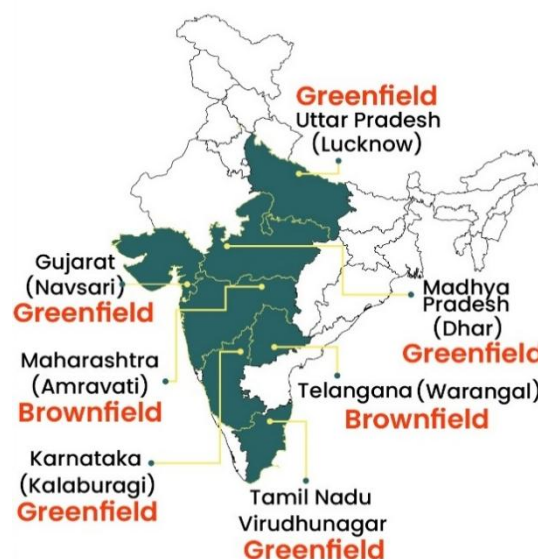 Greenfield
Uttar Pradesh
(Lucknow)
Gujarat
(Navsari)
Greenfield
Madhya
Pradesh
(Dhar)
Greenfield
Maharashtra
(Amravati)
Brownfield
Telangana (Warangal)
Brownfield
Karnataka
(Kalaburagi)
Greenfield
Tamil Nadu
Virudhunagar
Greenfield